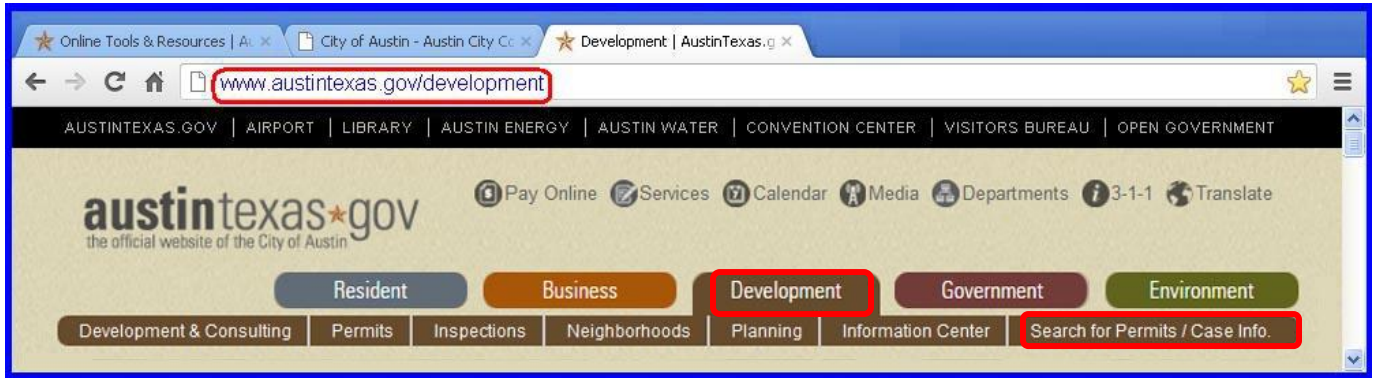 Online Tools & Resources | Au City of Austin - Austin City Co Development | AustinTexas.g
www.austintexas.gov/development
AUSTINTEXAS.GOV | AIRPORT | LIBRARY | AUSTIN ENERGY | AUSTIN WATER | CONVENTION CENTER | VISITORS BUREAU | OPEN GOVERNMENT
Pay Online Services Calendar Media Departments 3-1-1 Translate
austintexas★gov
the official website of the City of Austin
Resident Business Development Government Environment
Development & Consulting | Permits | Inspections | Neighborhoods | Planning | Information Center | Search for Permits / Case Info.